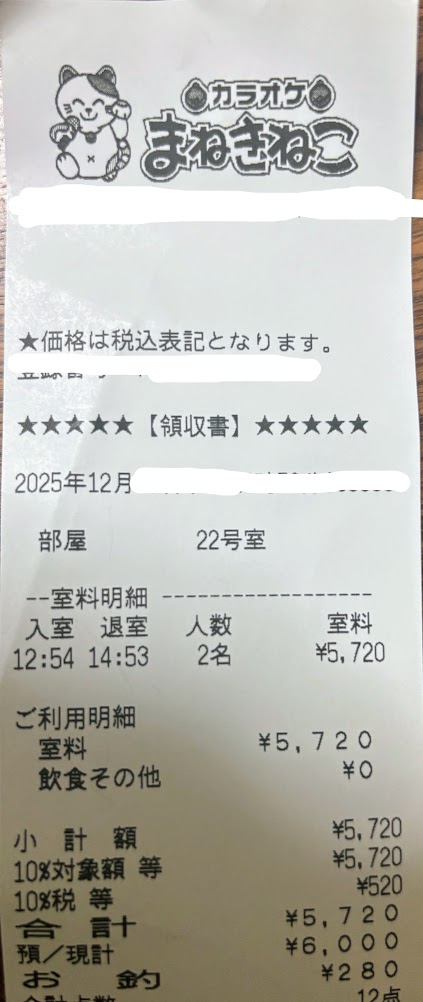 カラオケ
まねきねこ
★価格は税込表記となります。
★★★★★【領収書】★★★★★
2025年12月
部屋 22号室
--室料明細 ------------------
入室 退室 人数 室料
12:54 14:53 2名 ¥5,720
ご利用明細
室料 ¥5,720
飲食その他 ¥0
小 計 額 ¥5,720
10%対象額 等 ¥5,720
10%税 等 ¥520
合 計 ¥5,720
預/現計 ¥6,000
お 釣 ¥280
合計点数 12点